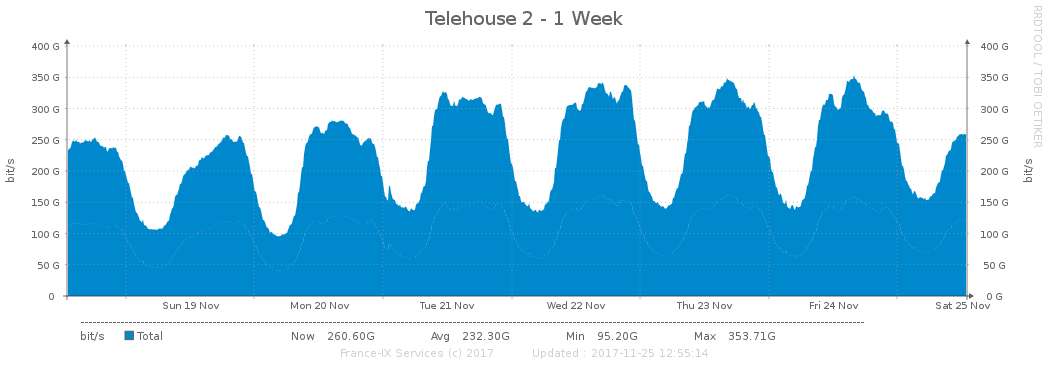 Telehouse 2 - 1 Week
RRDTOOL / TOBI OETIKER
400 G 400 G
350 G 350 G
300 G 300 G
250 G 250 G
200 G 200 G
150 G 150 G
100 G 100 G
50 G 50 G
0 0 G
bit/s bit/s
Sun 19 Nov Mon 20 Nov Tue 21 Nov Wed 22 Nov Thu 23 Nov Fri 24 Nov Sat 25 Nov
bit/s Total Now 260.60G Avg 232.30G Min 95.20G Max 353.71G
France-IX Services (c) 2017 Updated : 2017-11-25 12:55:14